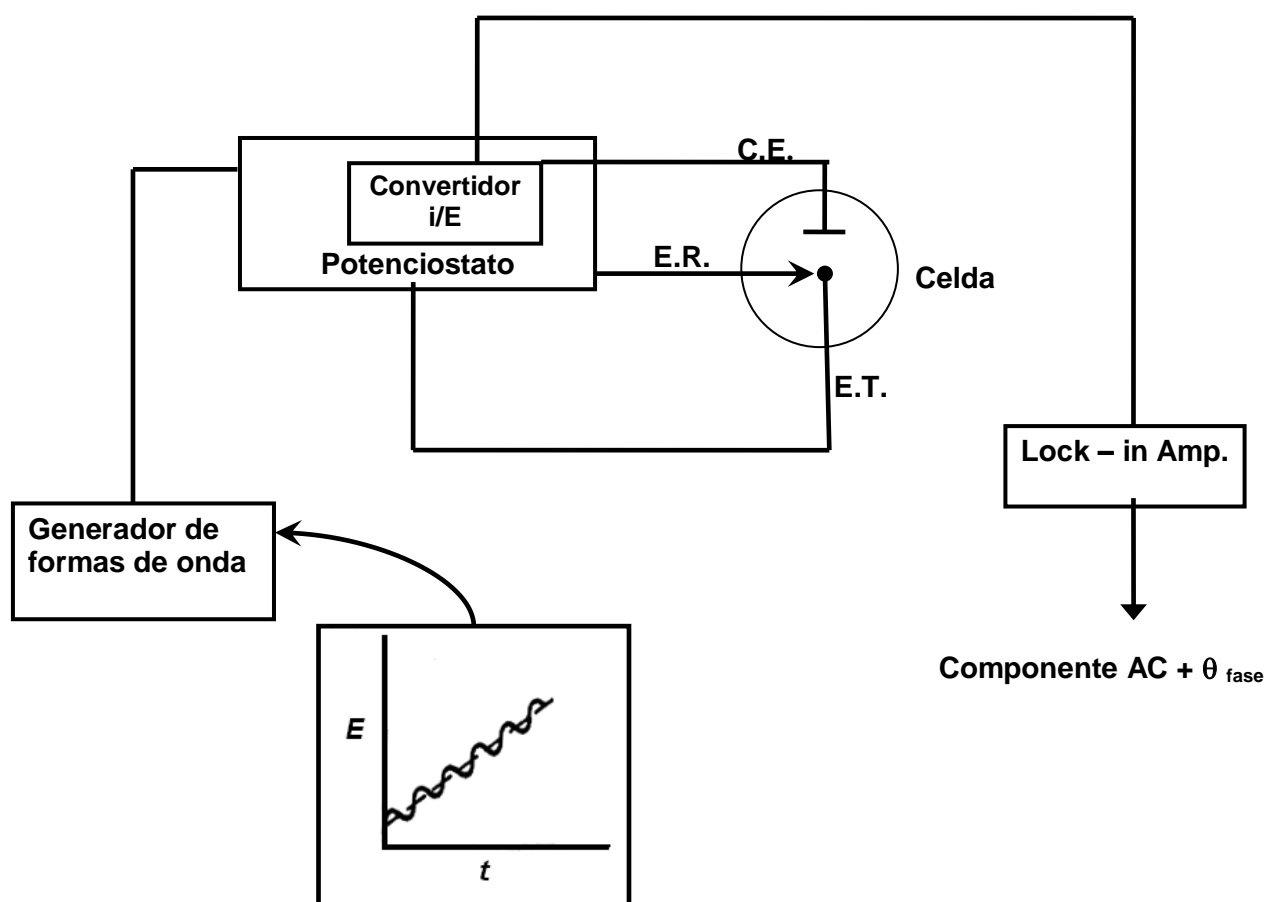 C.E.
Convertidor
i/E
Potenciostato
E.R.
Celda
E.T.
Lock – in Amp.
Generador de
formas de onda
Componente AC + θ fase
E
t